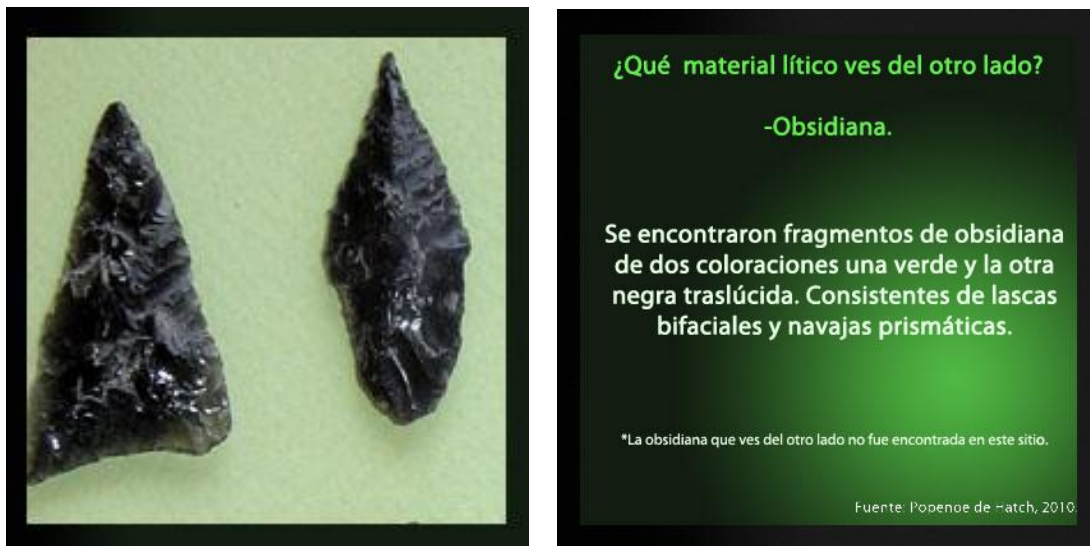 ¿Qué material lítico ves del otro lado?
-Obsidiana.
Se encontraron fragmentos de obsidiana
de dos coloraciones una verde y la otra
negra traslúcida. Consistentes de lascas
bifaciales y navajas prismáticas.
*La obsidiana que ves del otro lado no fue encontrada en este sitio.
Fuente: Popenoe de Hatch, 2010.